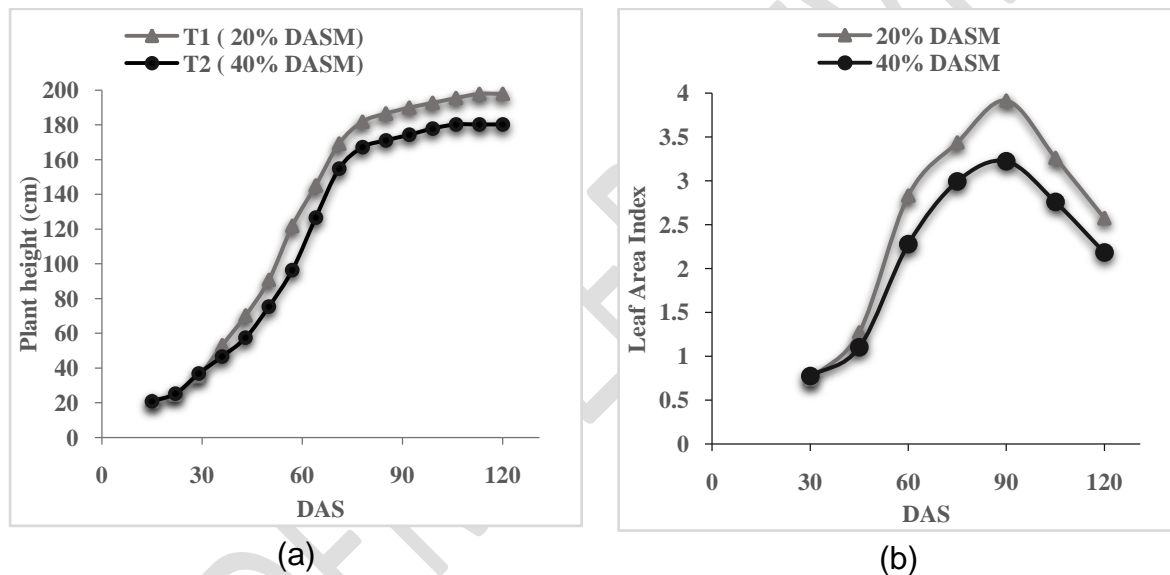 T1 ( 20% DASM)
T2 ( 40% DASM)
200
180
160
140
120
100
80
60
40
20
0
Plant height (cm)
0 30 60 90 120
DAS
(a)
20% DASM
40% DASM
4
3.5
3
2.5
2
1.5
1
0.5
0
Leaf Area Index
0 30 60 90 120
DAS
(b)